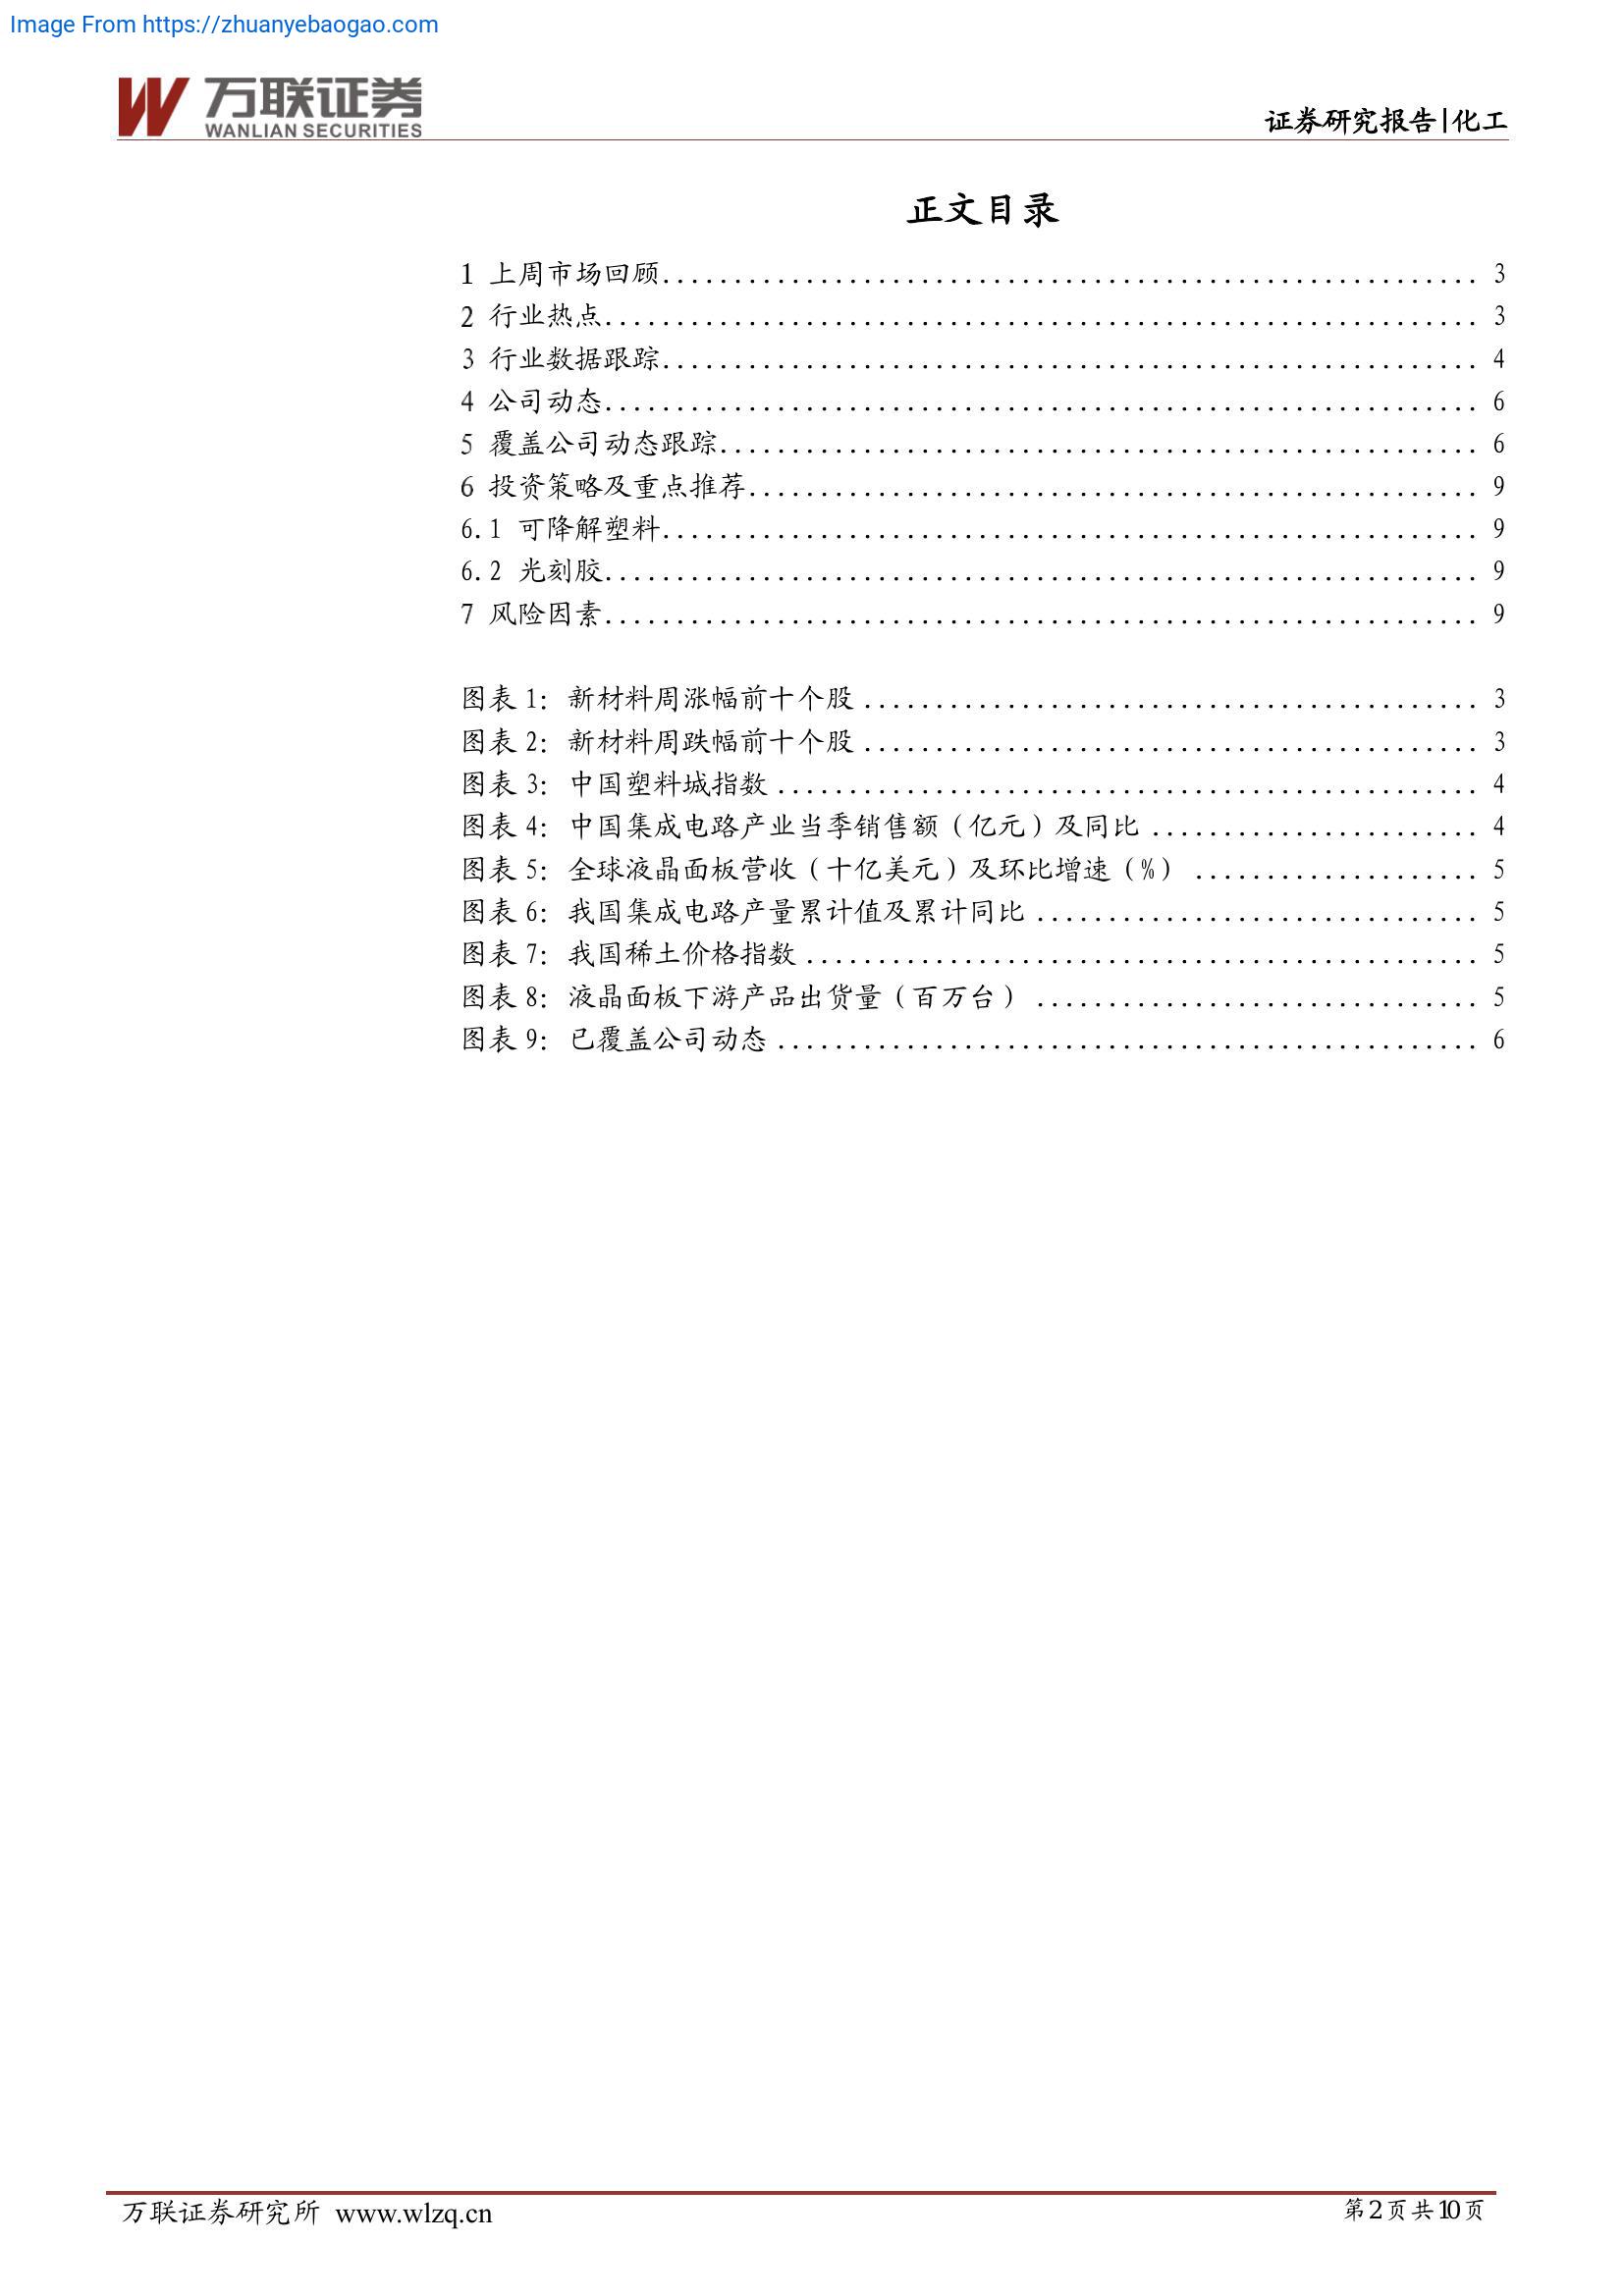 Image From https://zhuanyebaogao.com
万联证券
WANLIAN SECURITIES
证券研究报告|化工
正文目录
1 上周市场回顾........................................................ 3
2 行业热点............................................................ 3
3 行业数据跟踪........................................................ 4
4 公司动态............................................................ 6
5 覆盖公司动态跟踪.................................................... 6
6 投资策略及重点推荐.................................................. 9
6.1 可降解塑料........................................................ 9
6.2 光刻胶............................................................ 9
7 风险因素............................................................ 9
图表 1: 新材料周涨幅前十个股 .......................................... 3
图表 2: 新材料周跌幅前十个股 .......................................... 3
图表 3: 中国塑料城指数 ................................................ 4
图表 4: 中国集成电路产业当季销售额（亿元）及同比 ...................... 4
图表 5: 全球液晶面板营收（十亿美元）及环比增速（%） ................... 5
图表 6: 我国集成电路产量累计值及累计同比 .............................. 5
图表 7: 我国稀土价格指数 .............................................. 5
图表 8: 液晶面板下游产品出货量（百万台） .............................. 5
图表 9: 已覆盖公司动态 ................................................ 6
万联证券研究所 www.wlzq.cn
第2页共10页